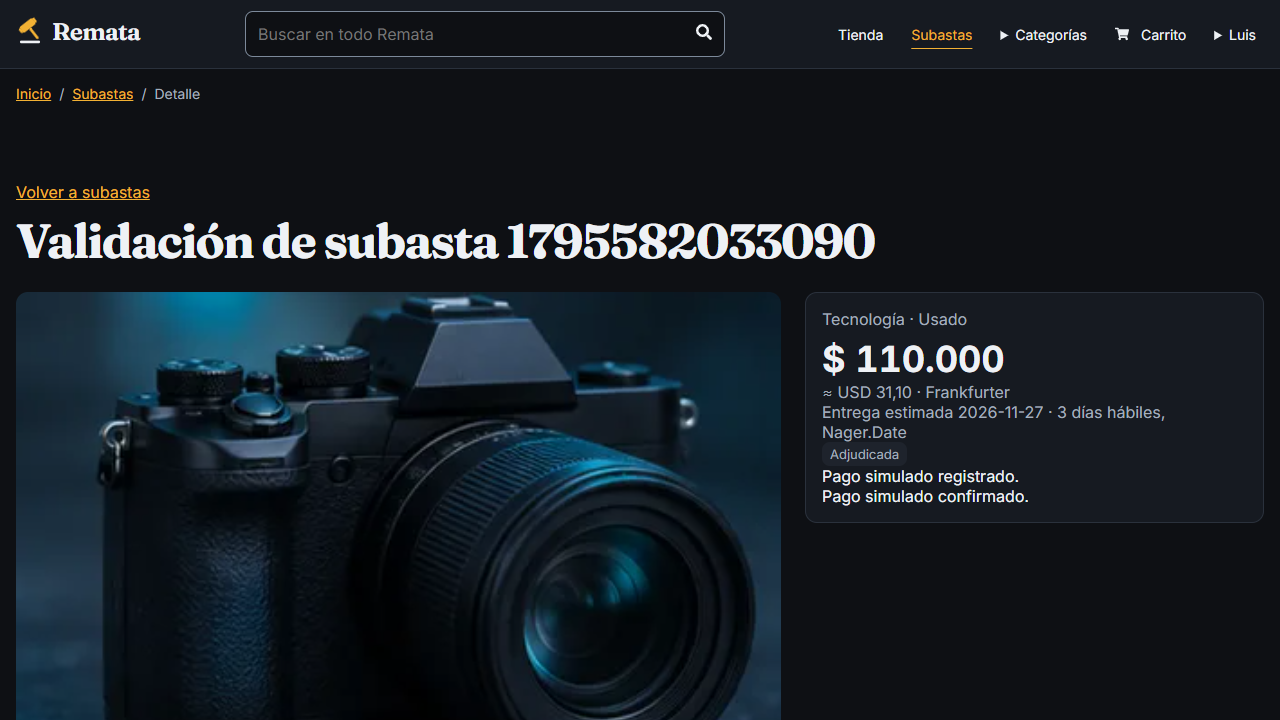 Remata
Buscar en todo Remata
Tienda
Subastas
Categorías
Carrito
Luis
Inicio / Subastas / Detalle
Volver a subastas
Validación de subasta 1795582033090
Tecnología · Usado
$ 110.000
≈ USD 31,10 · Frankfurter
Entrega estimada 2026-11-27 · 3 días hábiles,
Nager.Date
Adjudicada
Pago simulado registrado.
Pago simulado confirmado.